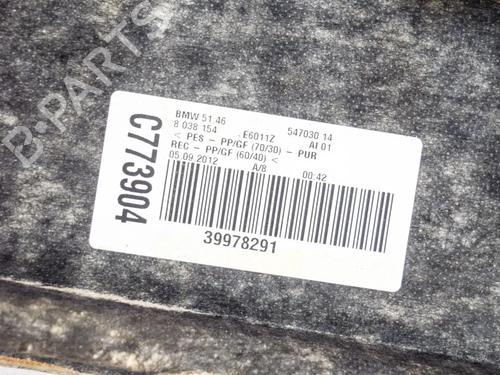 B-PARTS
C773904
BMW 51 46
8 038 154 E6011Z 547030 14
< PES - PP/GF (70/30) - PUR AI 01
REC - PP/GF (60/40) <
05.09.2012 A/8 00:42
39978291